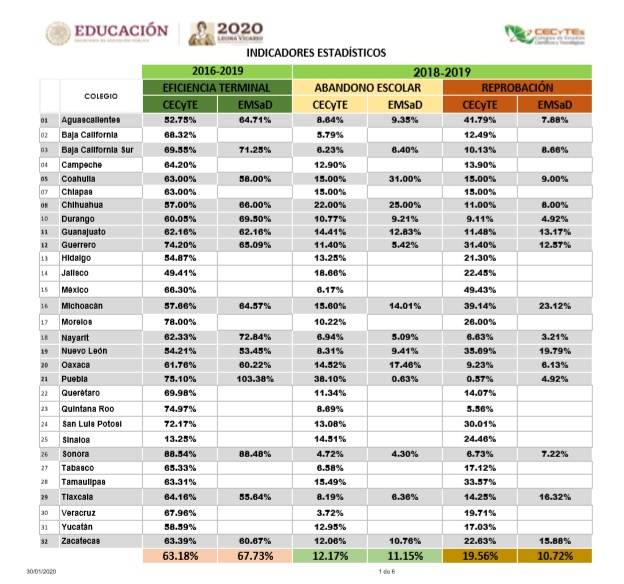 EDUCACIÓN
SECRETARÍA DE EDUCACIÓN PÚBLICA
2020
LEONA VICARIO
CECyTEs
Colegios de Estudios
Científicos y Tecnológicos
INDICADORES ESTADÍSTICOS
COLEGIO 2016-2019 2018-2019
EFICIENCIA TERMINAL ABANDONO ESCOLAR REPROBACIÓN
CECyTE EMSaD CECyTE EMSaD CECyTE EMSaD
01 Aguascalientes 52.75% 64.71% 8.64% 9.35% 41.79% 7.88%
02 Baja California 68.32% 5.79% 12.49%
03 Baja California Sur 69.55% 71.25% 6.23% 6.40% 10.13% 8.66%
04 Campeche 64.20% 12.90% 13.90%
05 Coahuila 63.00% 58.00% 15.00% 31.00% 15.00% 9.00%
07 Chiapas 63.00% 15.00% 15.00%
08 Chihuahua 57.00% 66.00% 22.00% 25.00% 11.00% 8.00%
10 Durango 60.05% 69.50% 10.77% 9.21% 9.11% 4.92%
11 Guanajuato 62.16% 62.16% 14.41% 12.83% 11.48% 13.17%
12 Guerrero 74.20% 65.09% 11.40% 5.42% 31.40% 12.57%
13 Hidalgo 54.87% 13.25% 21.30%
14 Jalisco 49.41% 18.66% 22.45%
15 México 66.30% 6.17% 49.43%
16 Michoacán 57.66% 64.57% 15.60% 14.01% 39.14% 23.12%
17 Morelos 78.00% 10.22% 26.00%
18 Nayarit 62.33% 72.84% 6.94% 5.09% 6.63% 3.21%
19 Nuevo León 54.21% 53.45% 8.31% 9.41% 35.69% 19.79%
20 Oaxaca 61.76% 60.22% 14.52% 17.46% 9.23% 6.13%
21 Puebla 75.10% 103.38% 38.10% 0.63% 0.57% 4.92%
22 Querétaro 69.98% 11.34% 14.07%
23 Quintana Roo 74.97% 8.69% 5.56%
24 San Luis Potosí 72.17% 13.08% 30.01%
25 Sinaloa 13.25% 14.51% 24.46%
26 Sonora 88.54% 88.48% 4.72% 4.30% 6.73% 7.22%
27 Tabasco 65.33% 6.58% 17.12%
28 Tamaulipas 63.31% 15.49% 33.57%
29 Tlaxcala 64.16% 55.64% 8.19% 6.36% 14.25% 16.32%
30 Veracruz 67.96% 3.72% 19.71%
31 Yucatán 58.59% 12.95% 17.03%
32 Zacatecas 63.39% 60.67% 12.06% 10.76% 22.63% 15.88%
63.18% 67.73% 12.17% 11.15% 19.56% 10.72%
30/01/2020 1 de 6